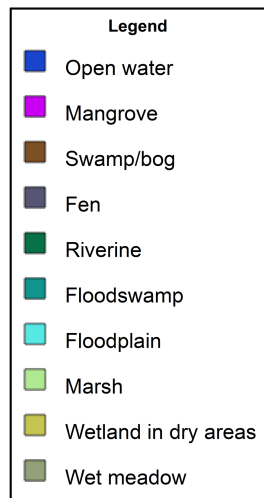 Legend
Open water
Mangrove
Swamp/bog
Fen
Riverine
Floodswamp
Floodplain
Marsh
Wetland in dry areas
Wet meadow